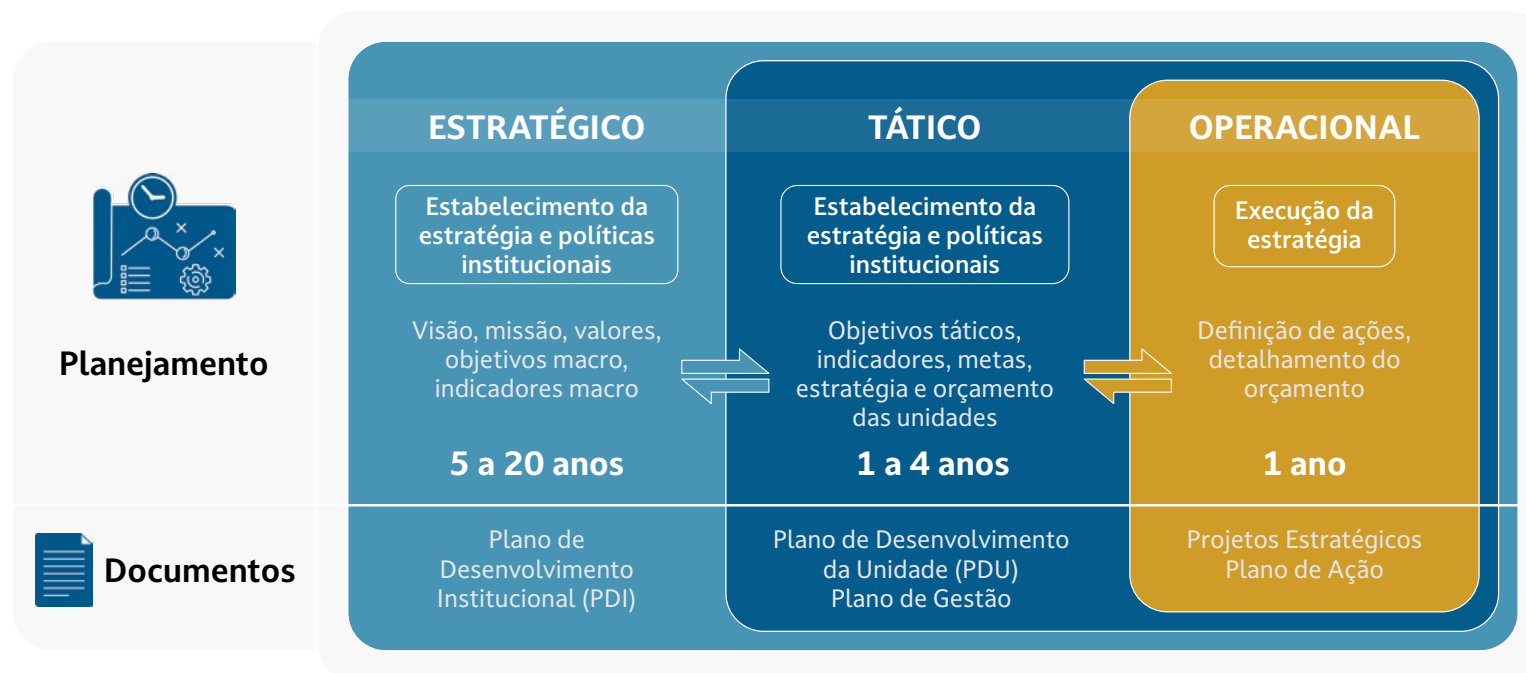 ESTRATÉGICO
TÁTICO
OPERACIONAL
Planejamento
Estabelecimento da
estratégia e políticas
institucionais
Visão, missão, valores,
objetivos macro,
indicadores macro
5 a 20 anos
Estabelecimento da
estratégia e políticas
institucionais
Objetivos táticos,
indicadores, metas,
estratégia e orçamento
das unidades
1 a 4 anos
Execução da
estratégia
Definição de ações,
detalhamento do
orçamento
1 ano
Documentos
Plano de
Desenvolvimento
Institucional (PDI)
Plano de Desenvolvimento
da Unidade (PDU)
Plano de Gestão
Projetos Estratégicos
Plano de Ação